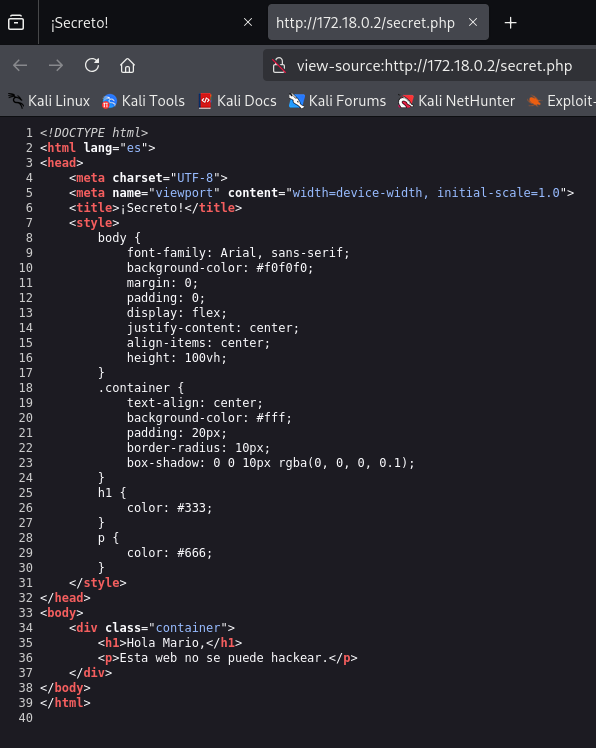 ¡Secreto!
http://172.18.0.2/secret.php
view-source:http://172.18.0.2/secret.php
Kali Linux Kali Tools Kali Docs Kali Forums Kali NetHunter Exploit-
1 <!DOCTYPE html>
2 <html lang="es">
3 <head>
4     <meta charset="UTF-8">
5     <meta name="viewport" content="width=device-width, initial-scale=1.0">
6     <title>¡Secreto!</title>
7     <style>
8         body {
9             font-family: Arial, sans-serif;
10             background-color: #f0f0f0;
11             margin: 0;
12             padding: 0;
13             display: flex;
14             justify-content: center;
15             align-items: center;
16             height: 100vh;
17         }
18         .container {
19             text-align: center;
20             background-color: #fff;
21             padding: 20px;
22             border-radius: 10px;
23             box-shadow: 0 0 10px rgba(0, 0, 0, 0.1);
24         }
25         h1 {
26             color: #333;
27         }
28         p {
29             color: #666;
30         }
31     </style>
32 </head>
33 <body>
34     <div class="container">
35         <h1>Hola Mario,</h1>
36         <p>Esta web no se puede hackear.</p>
37     </div>
38 </body>
39 </html>
40